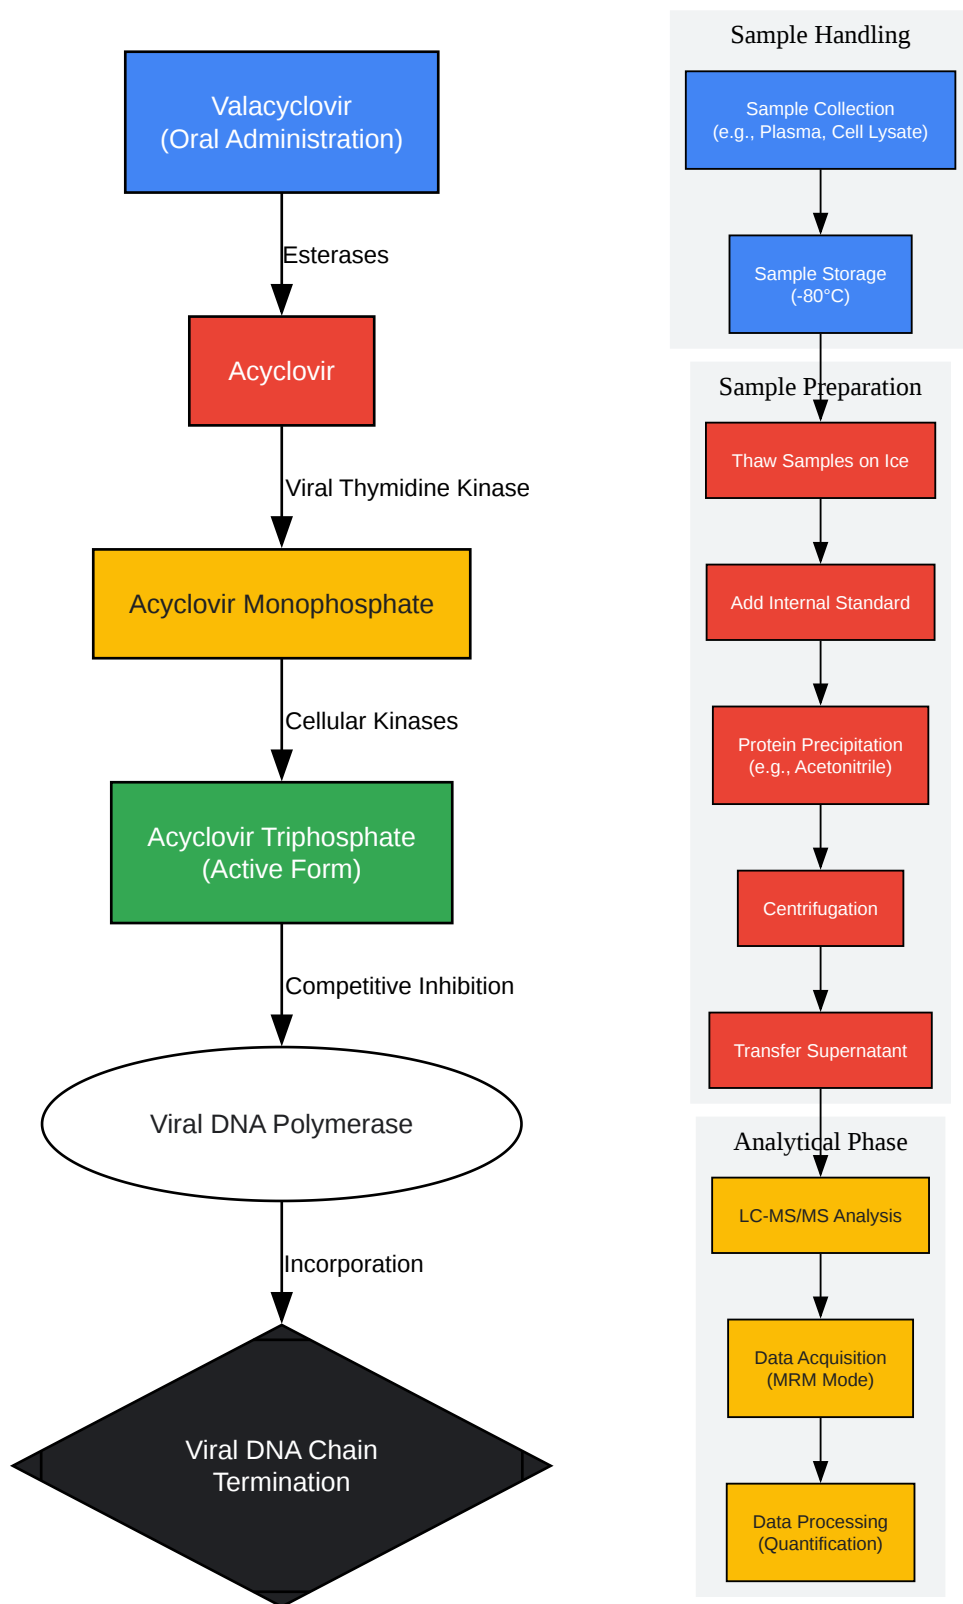 Valacyclovir
(Oral Administration)
Esterases
Acyclovir
Viral Thymidine Kinase
Acyclovir Monophosphate
Cellular Kinases
Acyclovir Triphosphate
(Active Form)
Competitive Inhibition
Viral DNA Polymerase
Incorporation
Viral DNA Chain
Termination
Sample Handling
Sample Collection
(e.g., Plasma, Cell Lysate)
Sample Storage
(-80°C)
Sample Preparation
Thaw Samples on Ice
Add Internal Standard
Protein Precipitation
(e.g., Acetonitrile)
Centrifugation
Transfer Supernatant
Analytical Phase
LC-MS/MS Analysis
Data Acquisition
(MRM Mode)
Data Processing
(Quantification)